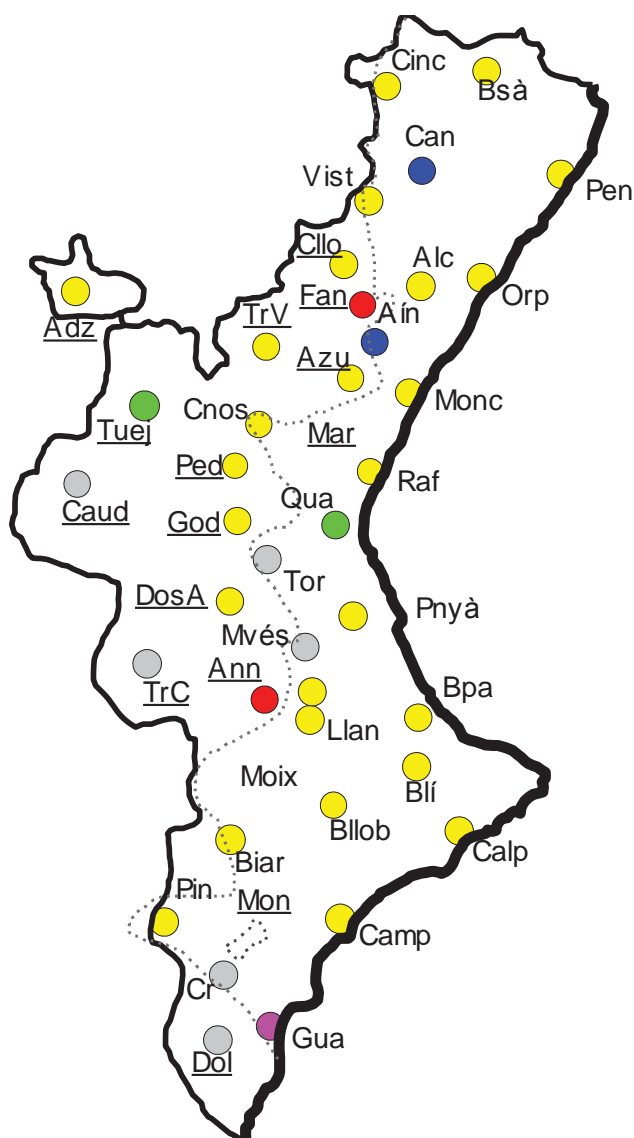 Cinc
Bsà
Can
Vist
Pen
Cllo
Alc
Fan
Orp
Aín
Adz
TrV
Azu
Monc
Cnos
Mar
Tuej
Ped
Raf
Caud
Qua
God
Tor
DosA
Pnyà
Mvés
Ann
TrC
Bpa
Llan
Moix
Blí
Bllob
Calp
Biar
Pin
Mon
Camp
Cr
Gua
Dol